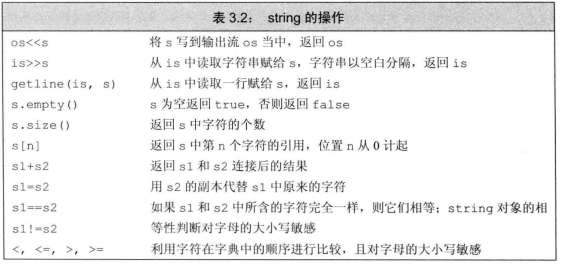 表 3.2: string 的操作
os<<s 将 s 写到输出流 os 当中，返回 os
is>>s 从 is 中读取字符串赋给 s，字符串以空白分隔，返回 is
getline(is, s) 从 is 中读取一行赋给 s，返回 is
s.empty() s 为空返回 true，否则返回 false
s.size() 返回 s 中字符的个数
s[n] 返回 s 中第 n 个字符的引用，位置 n 从 0 计起
s1+s2 返回 s1 和 s2 连接后的结果
s1=s2 用 s2 的副本代替 s1 中原来的字符
s1==s2 如果 s1 和 s2 中所含的字符完全一样，则它们相等；string 对象的相
s1!=s2 等性判断对字母的大小写敏感
<, <=, >, >= 利用字符在字典中的顺序进行比较，且对字母的大小写敏感